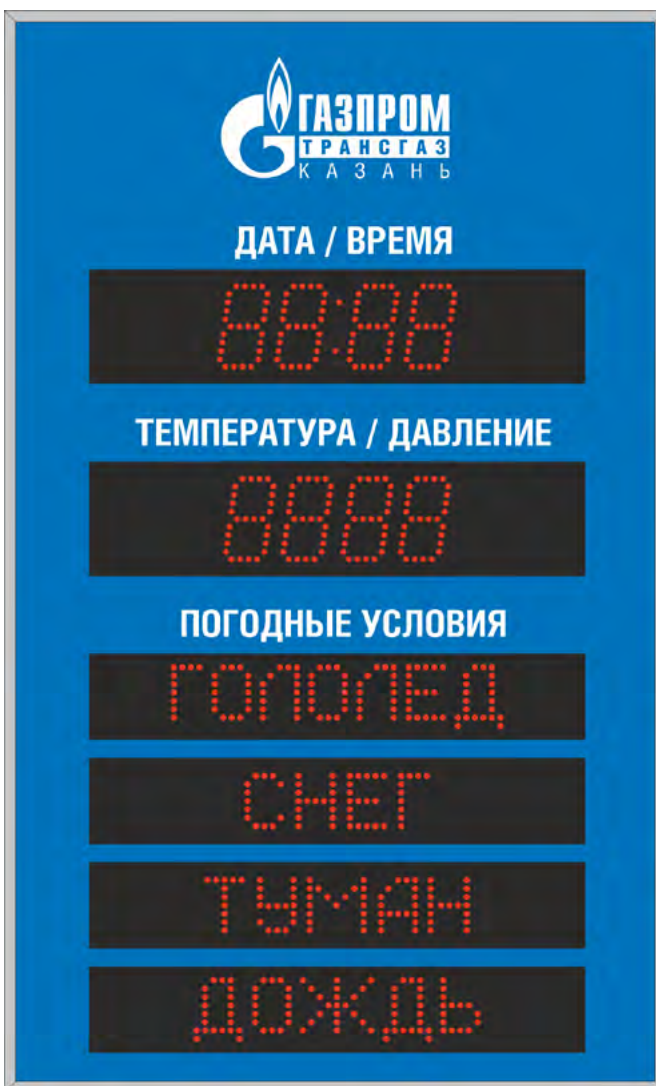 ГАЗПРОМ
ТРАНСГАЗ
КАЗАНЬ
ДАТА / ВРЕМЯ
88:88
ТЕМПЕРАТУРА / ДАВЛЕНИЕ
8888
ПОГОДНЫЕ УСЛОВИЯ
ГОЛОЛЕД
СНЕГ
ТУМАН
ДОЖДЬ